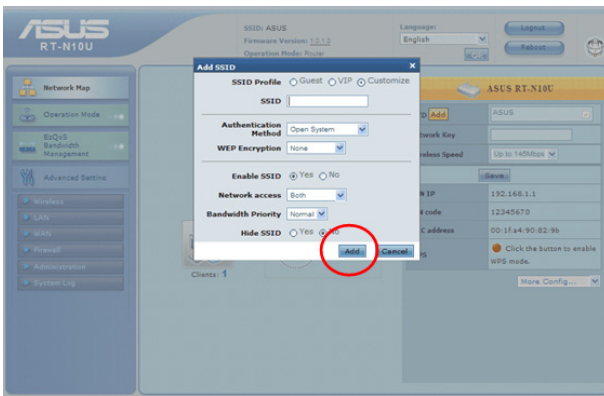 ASUS
RT-N10U
SSID: ASUS
Firmware Version: 1.0.1.2
Operation Mode: Router
Language:
English
Logout
Reboot
Add SSID x
SSID Profile Guest VIP Customize
SSID
Authentication
Method Open System
WEP Encryption None
Enable SSID Yes No
Network access Both
Bandwidth Priority Normal
Hide SSID Yes No
Add Cancel
Network Map
Operation Mode
EzQoS
Bandwidth
Management
Advanced Setting
Wireless
LAN
WAN
Firewall
Administration
System Log
Clients: 1
ASUS RT-N10U
Add ASUS
Key
Speed Up to 145Mbps
Save
IP 192.168.1.1
code 12345670
address 00:1f:a4:90:82:9b
Click the button to enable
WPS mode.
More Config...